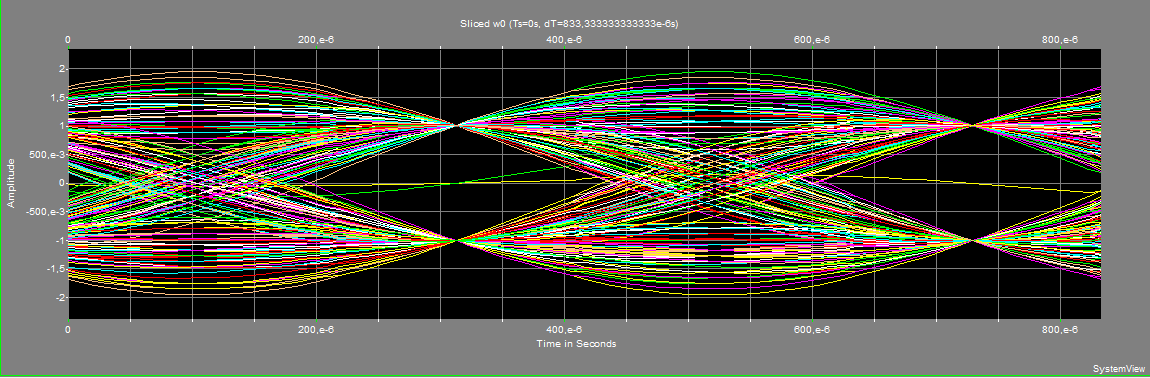 Sliced w0 (Ts=0s, dT=833,333333333333e-6s)
0 200,e-6 400,e-6 600,e-6 800,e-6
2
1,5
1
500,e-3
0
-500,e-3
-1
-1,5
-2
Amplitude
0 200,e-6 400,e-6 600,e-6 800,e-6
Time in Seconds
SystemView